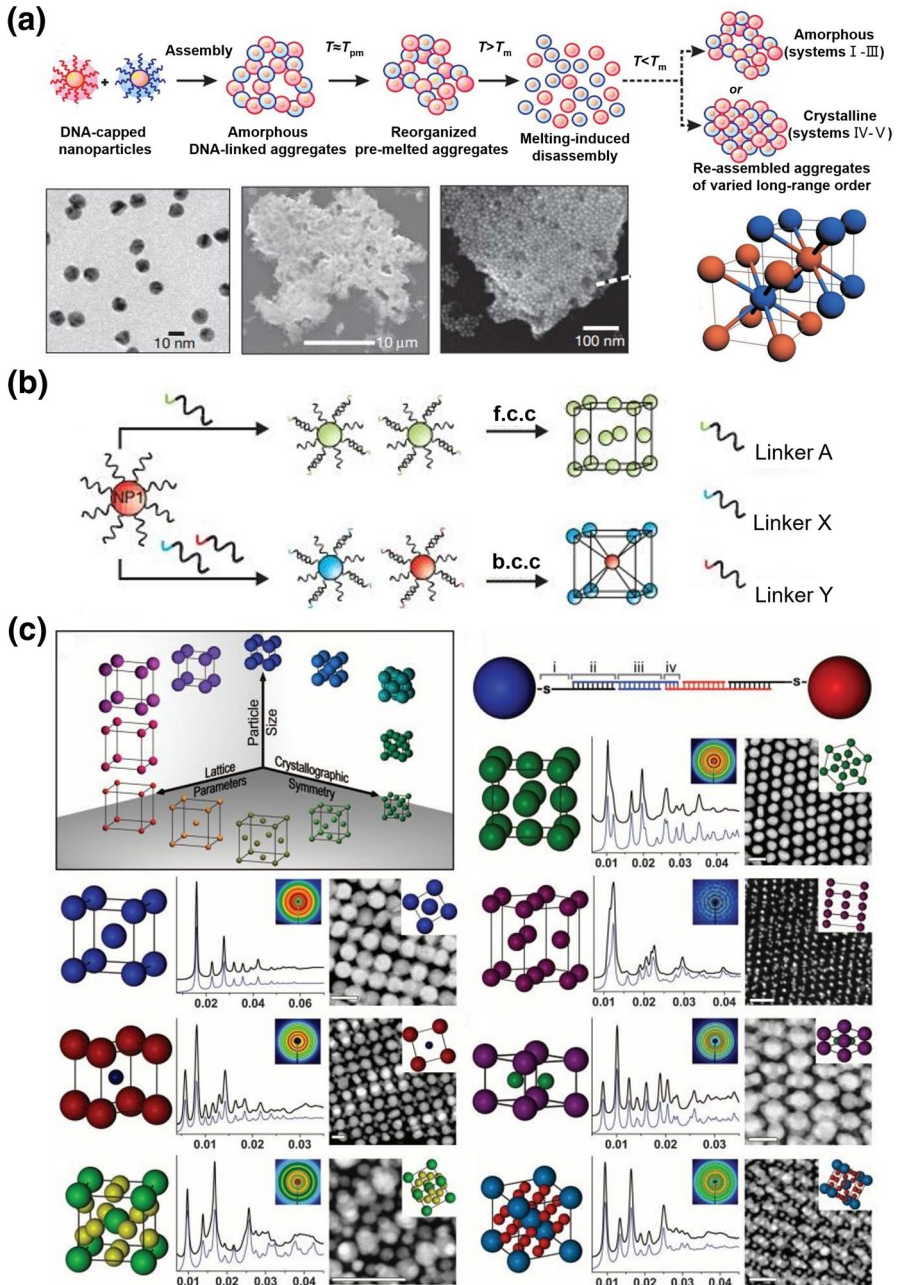 (a)
Assembly
T≈Tpm
T>Tm
T<Tm
Amorphous
(systems I-III)
or
Crystalline
(systems IV-V)
DNA-capped
nanoparticles
Amorphous
DNA-linked aggregates
Reorganized
pre-melted aggregates
Melting-induced
disassembly
Re-assembled aggregates
of varied long-range order
10 nm
10 μm
100 nm
(b)
NP1
f.c.c
b.c.c
Linker A
Linker X
Linker Y
(c)
Particle
Size
Lattice
Parameters
Crystallographic
Symmetry
i ii iii iv
S
S
0.01 0.02 0.03 0.04
0.02 0.04 0.06
0.01 0.02 0.03 0.04
0.01 0.02 0.03
0.01 0.02 0.03
0.01 0.02 0.03 0.04
0.01 0.02 0.03 0.04